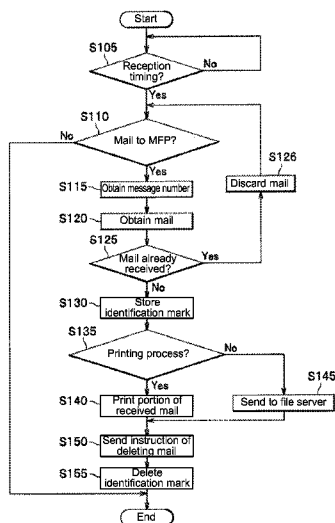 Start
S105
Reception
timing?
No
Yes
S110
No
Mail to MFP?
S126
Yes
S115
Obtain message number
Discard mail
S120
Obtain mail
S125
Mail already
received?
Yes
No
S130
Store
identification mark
S135
Printing process?
No
Yes
S145
S140
Print portion of
received mail
Send to file server
S150
Send instruction of
deleting mail
S155
Delete
identification mark
End